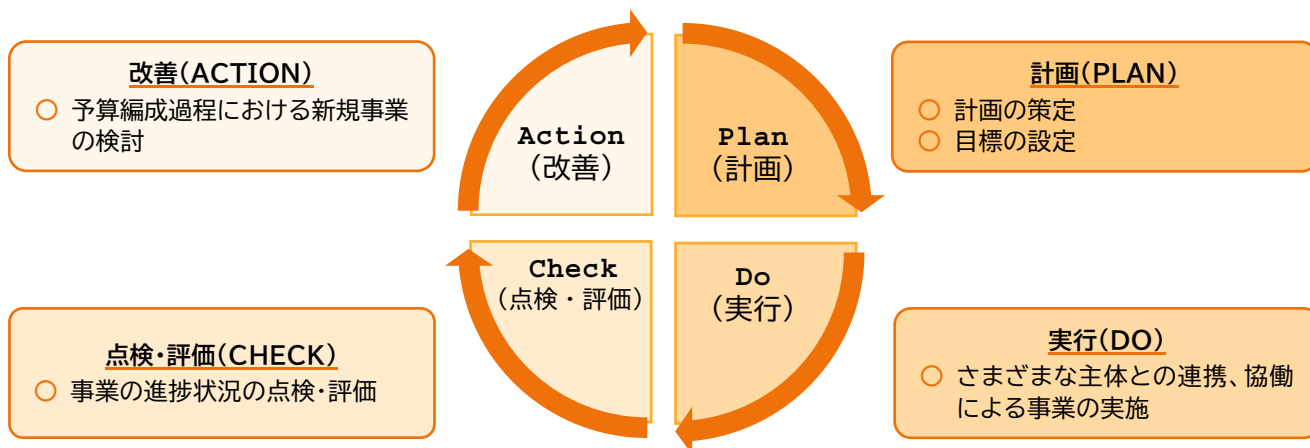 改善(ACTION)
○ 予算編成過程における新規事業
の検討
Action
(改善)
Plan
(計画)
計画(PLAN)
○ 計画の策定
○ 目標の設定
点検・評価(CHECK)
○ 事業の進捗状況の点検・評価
Check
(点検・評価)
Do
(実行)
実行(DO)
○ さまざまな主体との連携、協働
による事業の実施